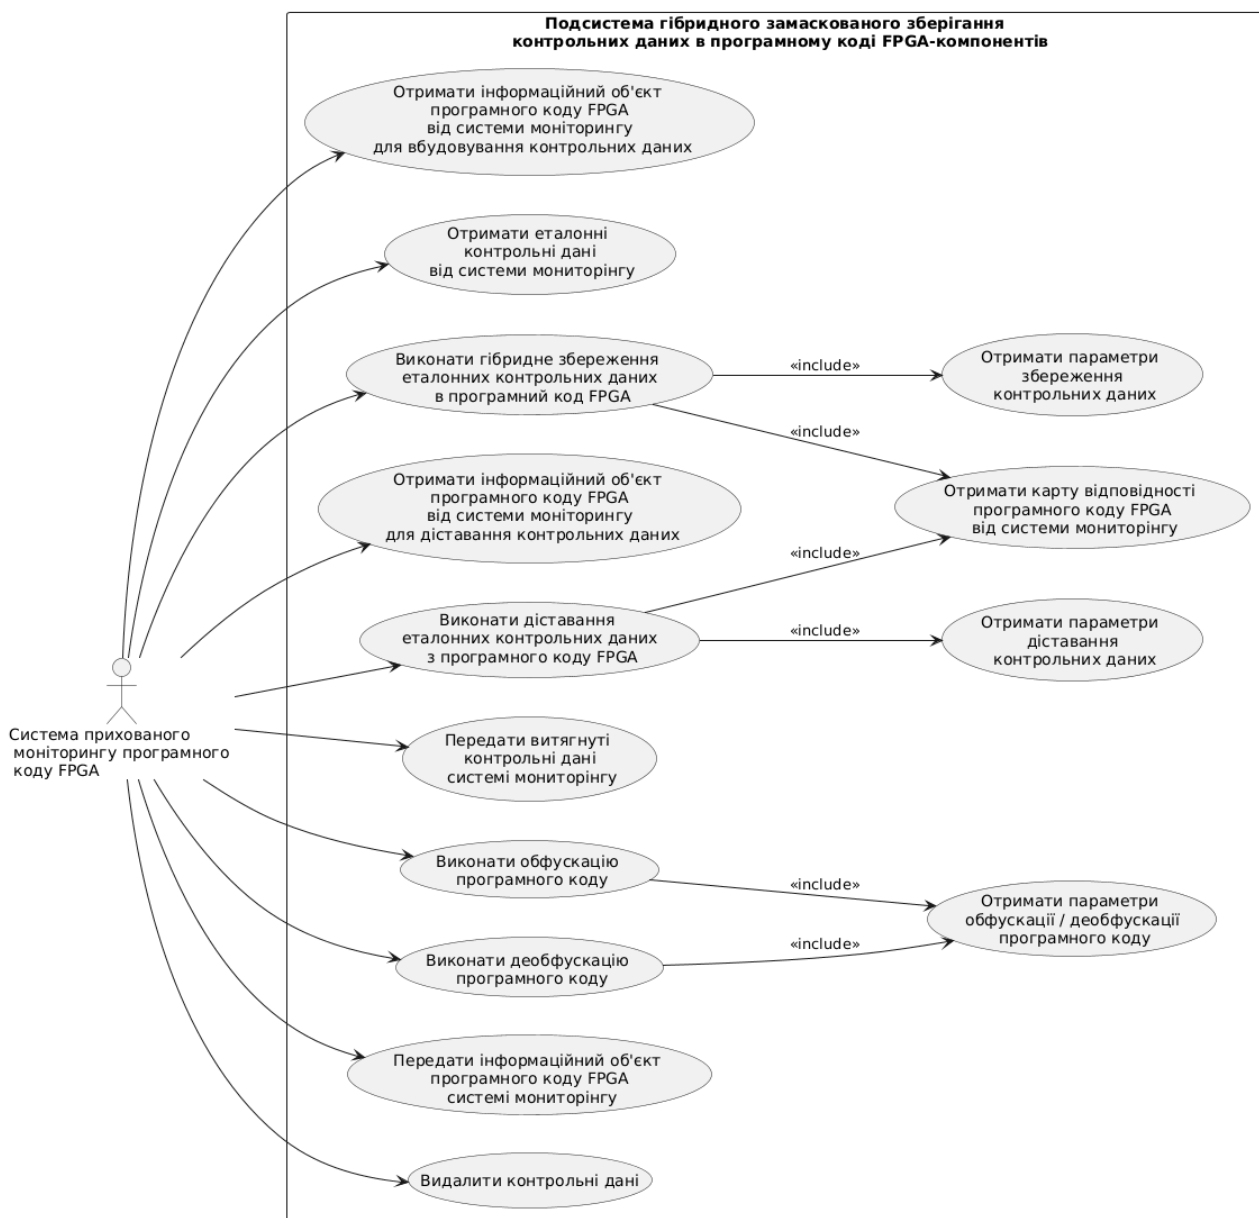 Подсистема гібридного замаскованого зберігання
контрольних даних в програмному коді FPGA-компонентів
Отримати інформаційний об'єкт
програмного коду FPGA
від системи моніторингу
для вбудовування контрольних даних
Отримати еталонні
контрольні дані
від системи мониторінгу
Виконати гібридне збереження
еталонних контрольних даних
в програмний код FPGA
«include»
Отримати параметри
збереження
контрольних даних
«include»
Отримати інформаційний об'єкт
програмного коду FPGA
від системи моніторингу
для діставання контрольних даних
Отримати карту відповідності
програмного коду FPGA
від системи мониторінгу
«include»
Виконати діставання
еталонних контрольних даних
з програмного коду FPGA
«include»
Отримати параметри
діставання
контрольних даних
Система прихованого
моніторингу програмного
коду FPGA
Передати витягнуті
контрольні дані
системі моніторингу
Виконати обфускацію
програмного коду
«include»
Отримати параметри
обфускації / деобфускації
програмного коду
«include»
Виконати деобфускацію
програмного коду
Передати інформаційний об'єкт
програмного коду FPGA
системі моніторингу
Видалити контрольні дані